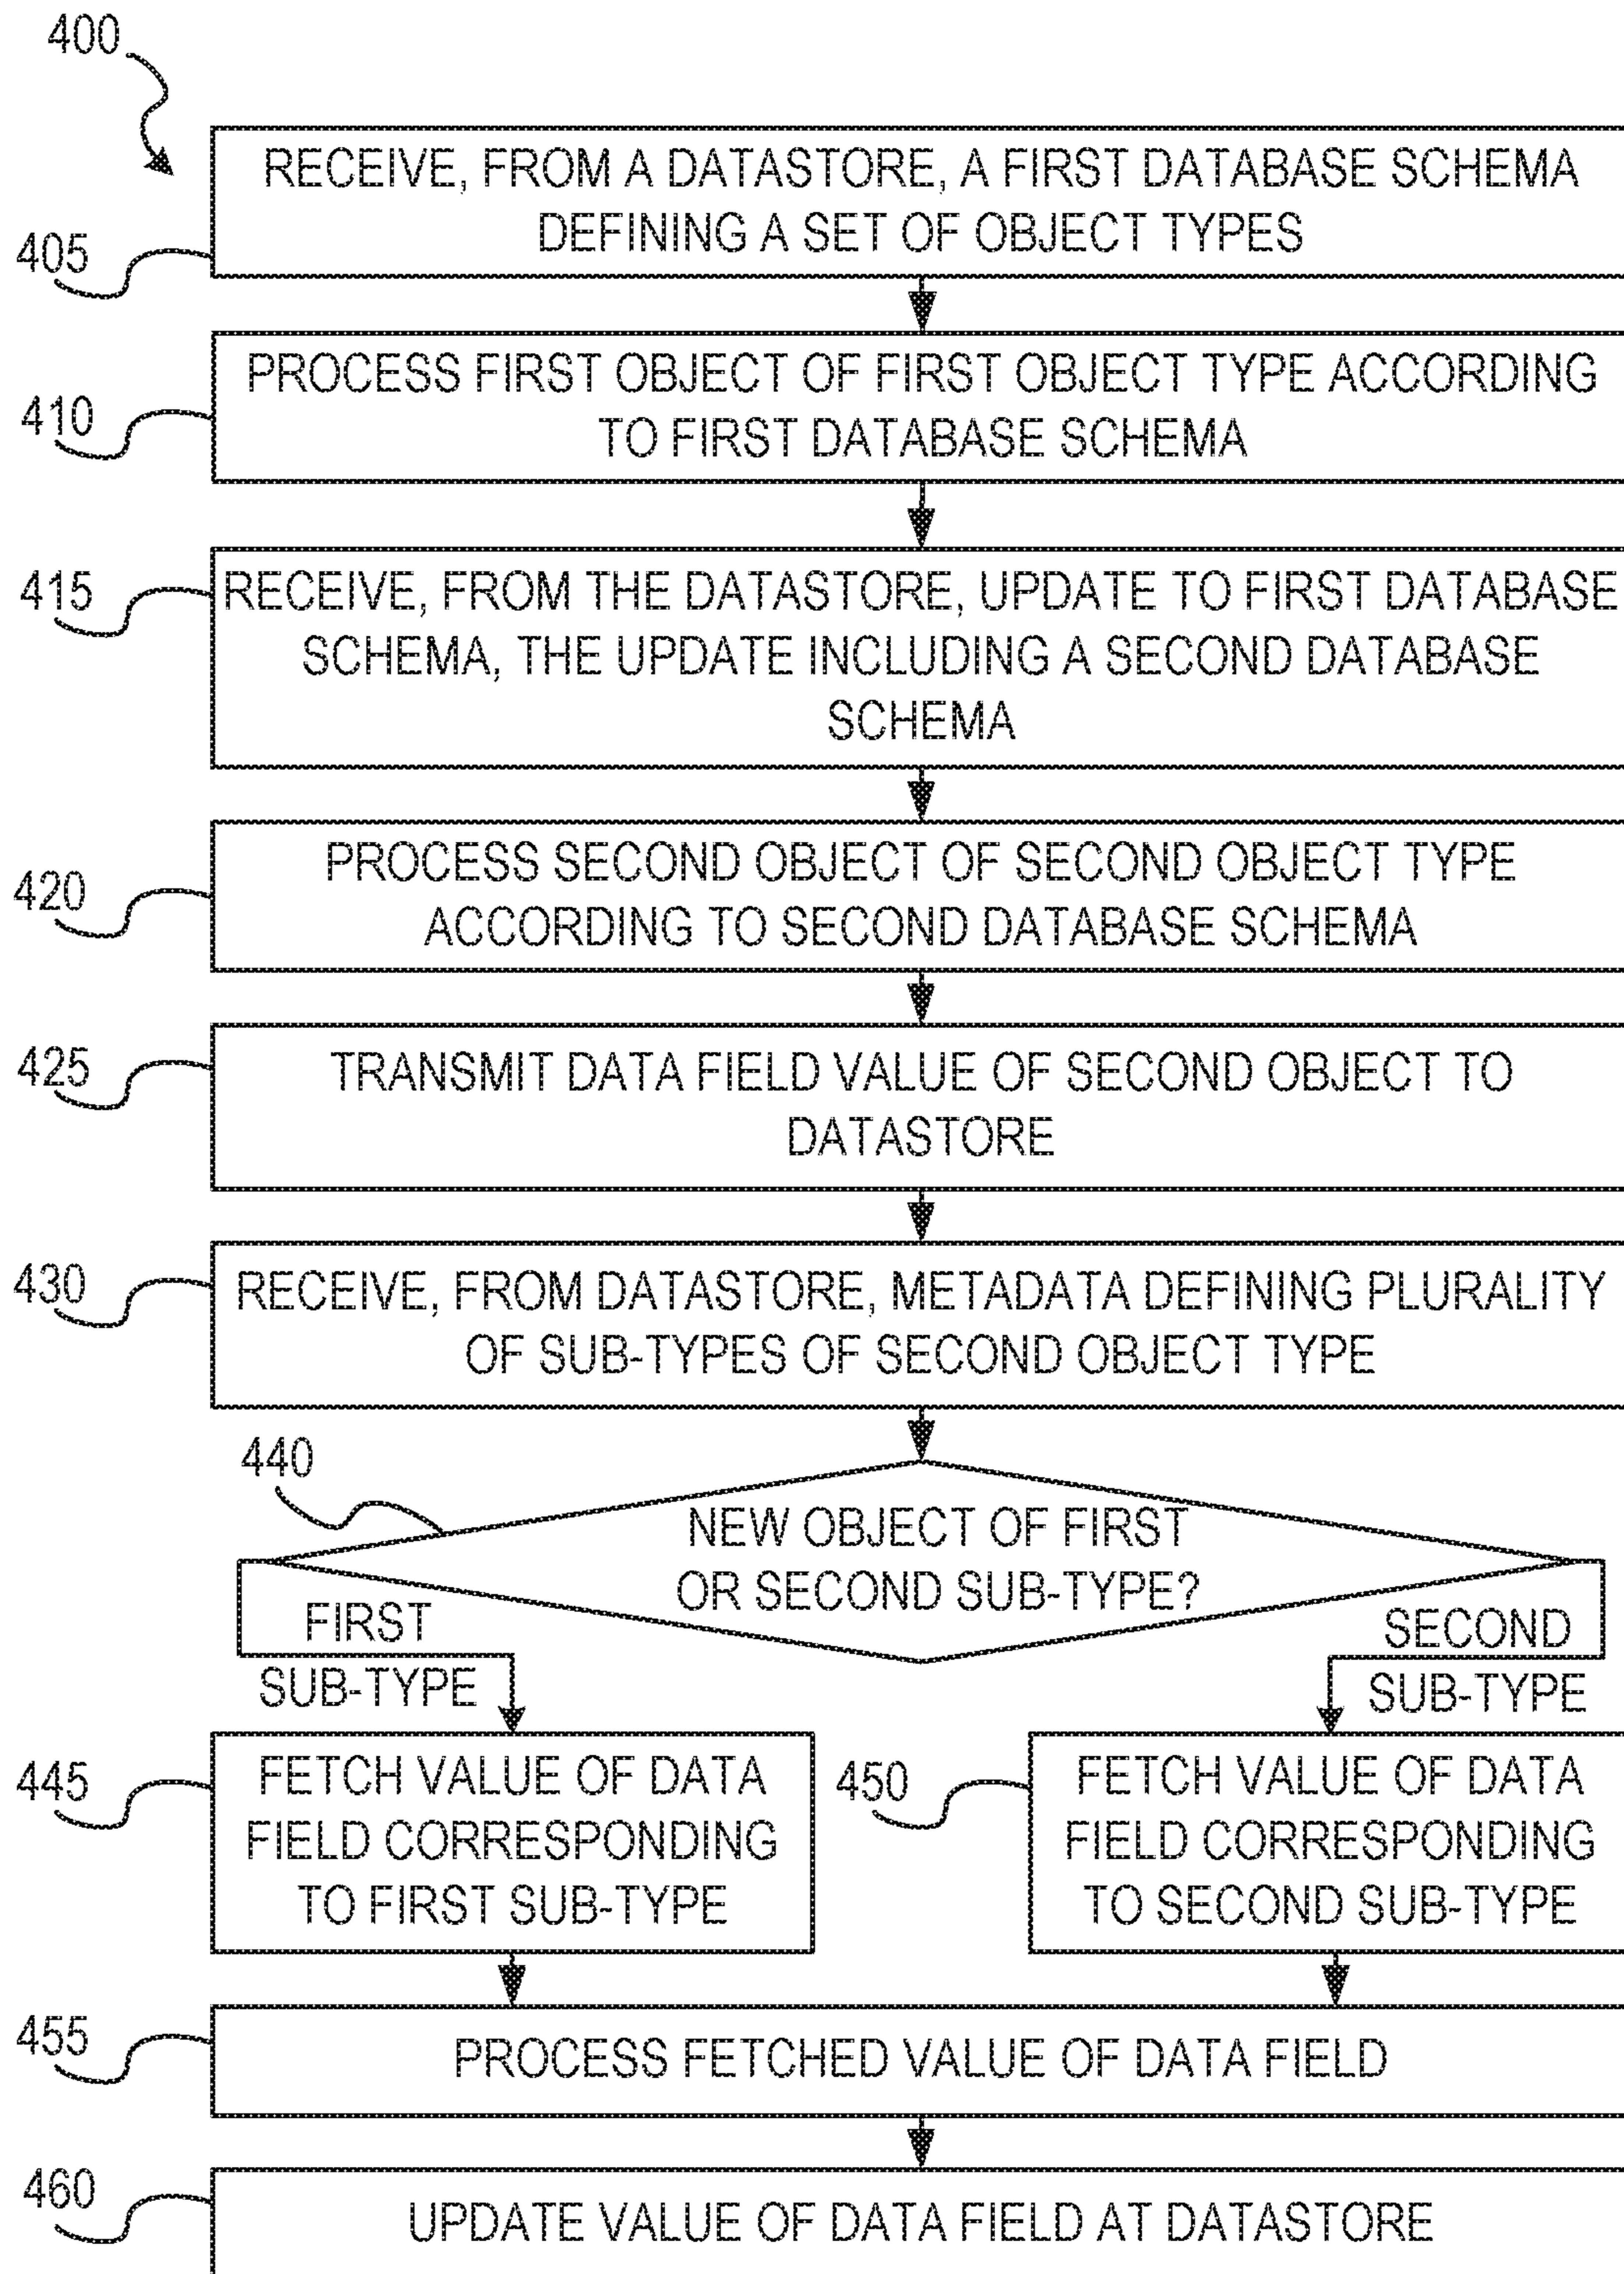 400
RECEIVE, FROM A DATASTORE, A FIRST DATABASE SCHEMA
DEFINING A SET OF OBJECT TYPES
405
PROCESS FIRST OBJECT OF FIRST OBJECT TYPE ACCORDING
TO FIRST DATABASE SCHEMA
410
RECEIVE, FROM THE DATASTORE, UPDATE TO FIRST DATABASE
SCHEMA, THE UPDATE INCLUDING A SECOND DATABASE
SCHEMA
415
PROCESS SECOND OBJECT OF SECOND OBJECT TYPE
ACCORDING TO SECOND DATABASE SCHEMA
420
TRANSMIT DATA FIELD VALUE OF SECOND OBJECT TO
DATASTORE
425
RECEIVE, FROM DATASTORE, METADATA DEFINING PLURALITY
OF SUB-TYPES OF SECOND OBJECT TYPE
430
440
NEW OBJECT OF FIRST
OR SECOND SUB-TYPE?
FIRST
SUB-TYPE
SECOND
SUB-TYPE
445
FETCH VALUE OF DATA
FIELD CORRESPONDING
TO FIRST SUB-TYPE
450
FETCH VALUE OF DATA
FIELD CORRESPONDING
TO SECOND SUB-TYPE
455
PROCESS FETCHED VALUE OF DATA FIELD
460
UPDATE VALUE OF DATA FIELD AT DATASTORE